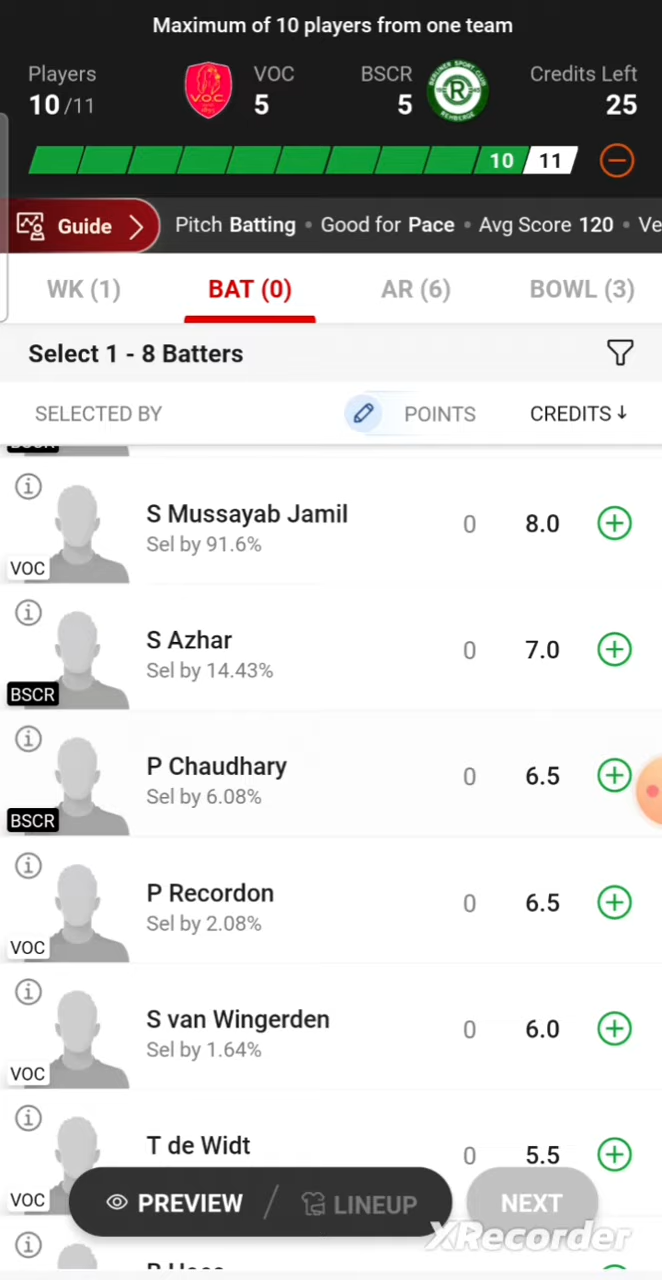 Maximum of 10 players from one team
Players VOC BSCR Credits Left
10/11 5 5 25
V.O.C.
BERLINER SPORT CLUB
R
REHBERGE
10 11
Guide Pitch Batting • Good for Pace • Avg Score 120 • Ve
WK (1) BAT (0) AR (6) BOWL (3)
Select 1 - 8 Batters
SELECTED BY POINTS CREDITS↓
BSCR
S Mussayab Jamil 0 8.0
Sel by 91.6%
VOC
S Azhar 0 7.0
Sel by 14.43%
BSCR
P Chaudhary 0 6.5
Sel by 6.08%
BSCR
P Recordon 0 6.5
Sel by 2.08%
VOC
S van Wingerden 0 6.0
Sel by 1.64%
VOC
T de Widt 0 5.5
VOC
PREVIEW / LINEUP NEXT
XRecorder